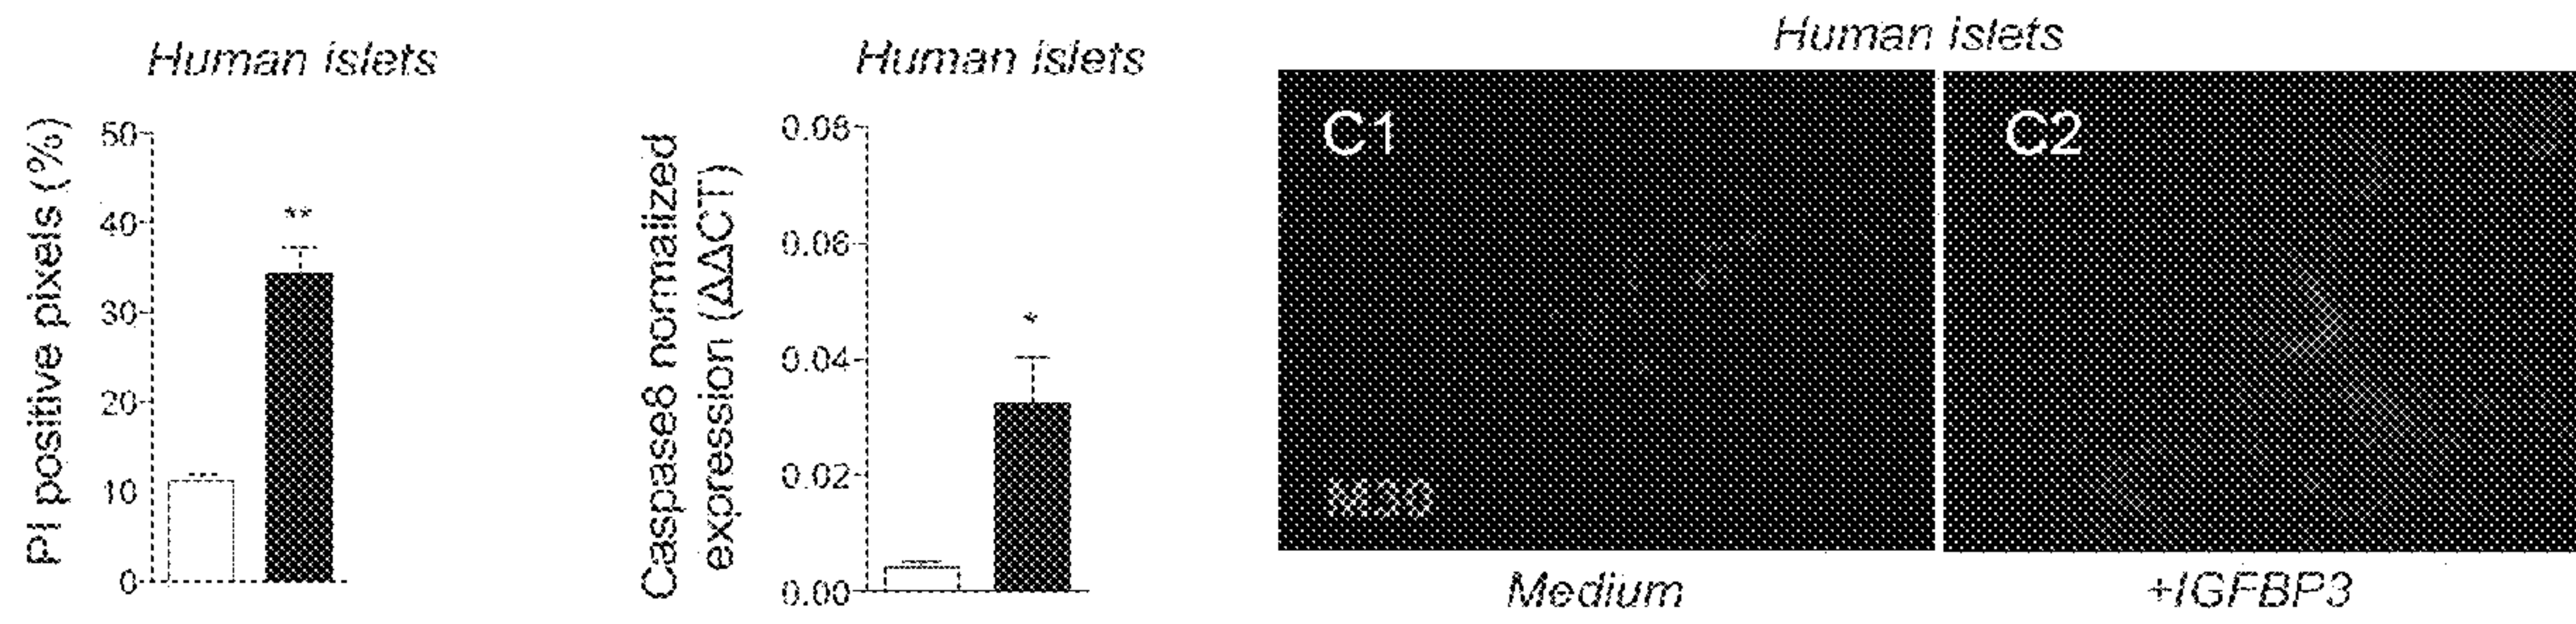 Human islets
PI positive pixels (%)
50
40
30
20
10
0
**
Human islets
Caspase8 normalized
expression (ΔΔCT)
0.08
0.06
0.04
0.02
0.00
*
Human islets
C1
M30
Medium
C2
+IGFBP3